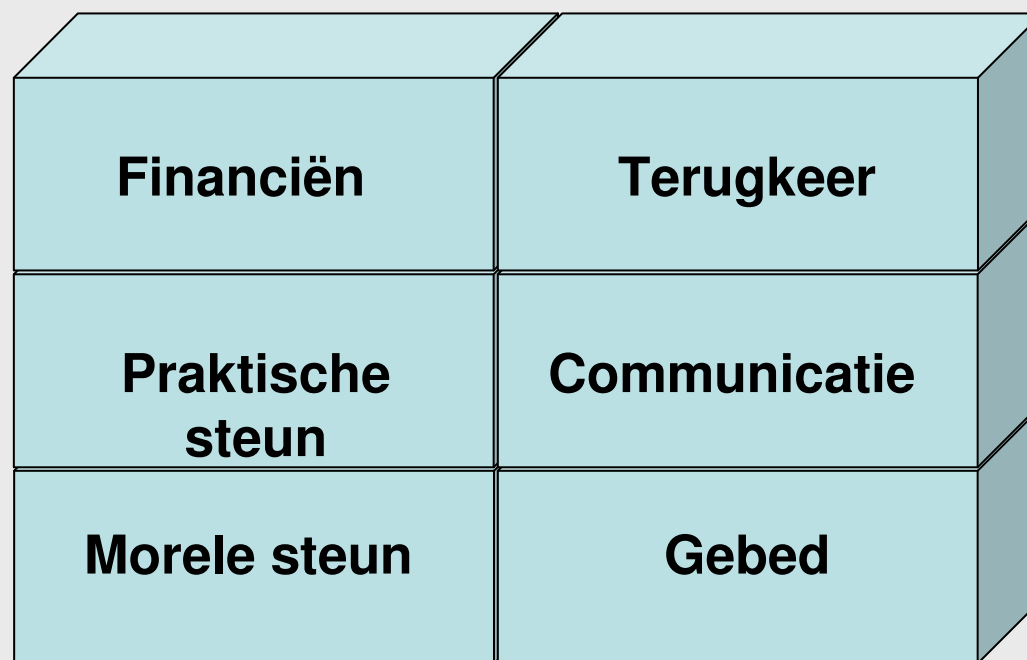 Financiën
Terugkeer
Praktische
steun
Communicatie
Morele steun
Gebed